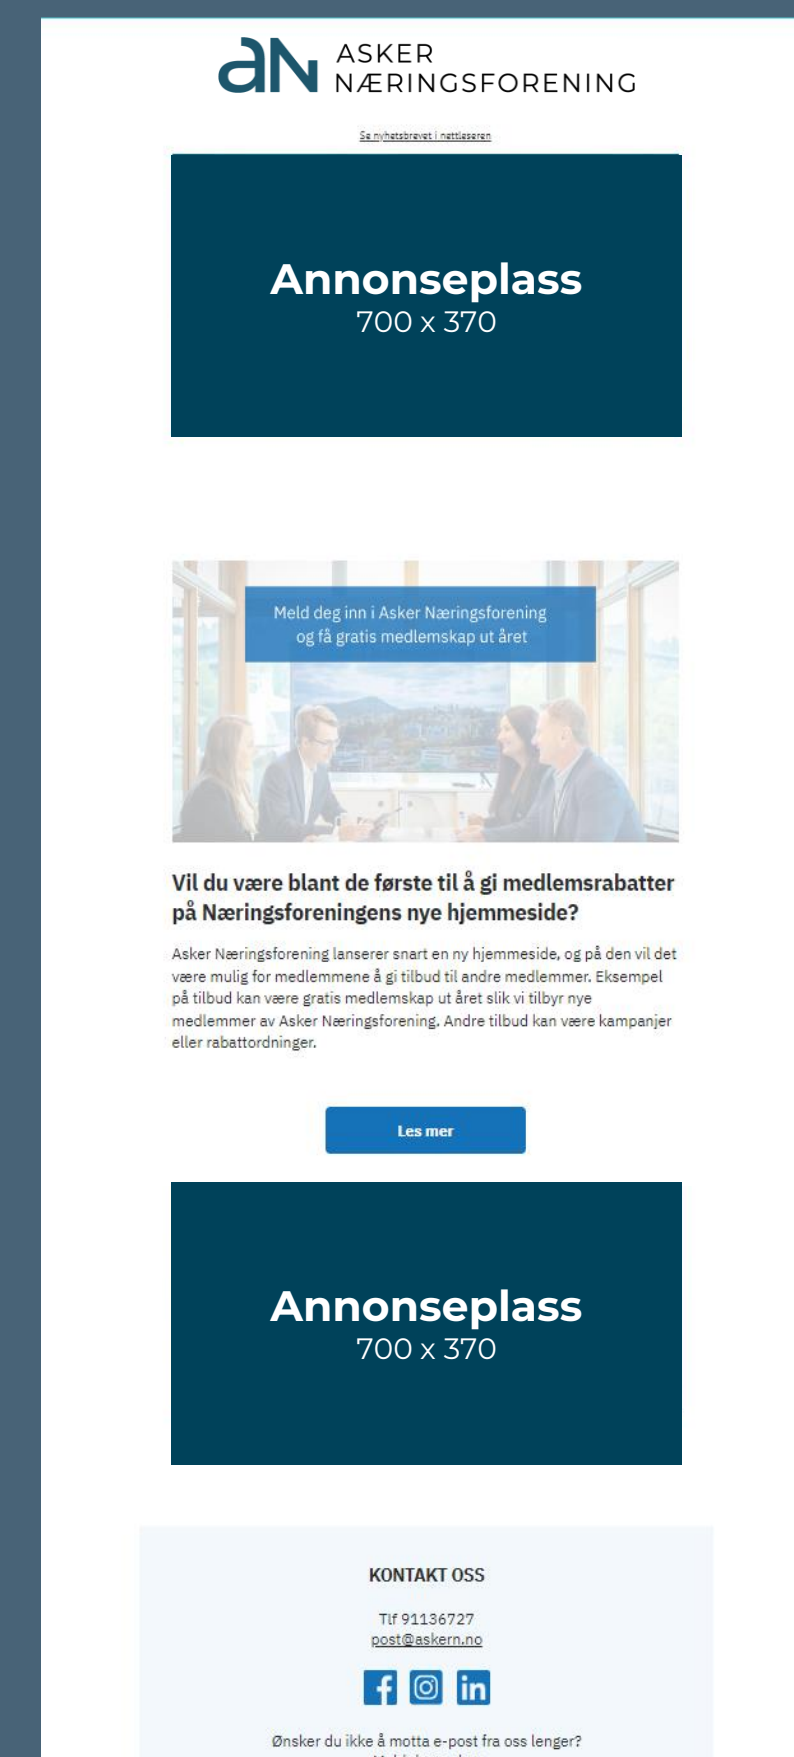 aN ASKER
NÆRINGSFORENING
Se nyhetsbrevet i nettleseren
Annonseplass
700 x 370
Meld deg inn i Asker Næringsforening
og få gratis medlemskap ut året
Vil du være blant de første til å gi medlemsrabatter
på Næringsforeningens nye hjemmeside?
Asker Næringsforening lanserer snart en ny hjemmeside, og på den vil det
være mulig for medlemmene å gi tilbud til andre medlemmer. Eksempel
på tilbud kan være gratis medlemskap ut året slik vi tilbyr nye
medlemmer av Asker Næringsforening. Andre tilbud kan være kampanjer
eller rabattordninger.
Les mer
Annonseplass
700 x 370
KONTAKT OSS
Tlf 91136727
post@askern.no
f in
Ønsker du ikke å motta e-post fra oss lenger?